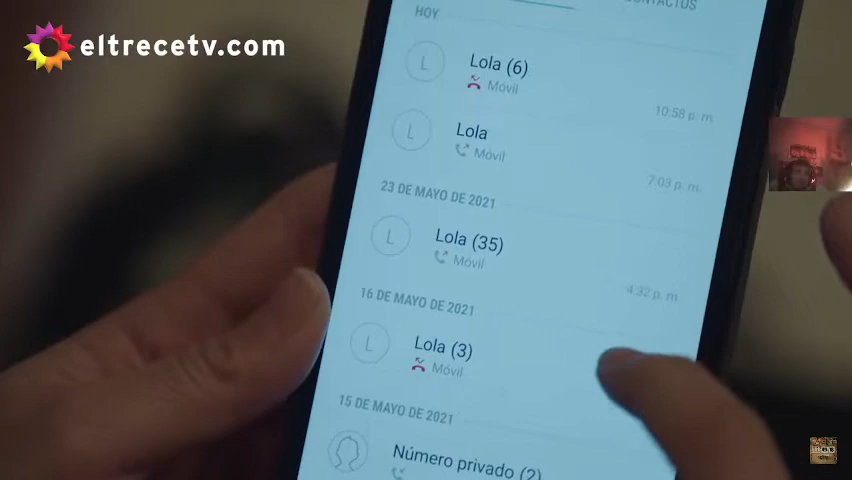 HOY
CONTACTOS
eltrecetv.com
L
Lola (6)
Móvil
10:58 p. m.
L
Lola
Móvil
7:03 p. m.
23 DE MAYO DE 2021
L
Lola (35)
Móvil
4:32 p. m.
16 DE MAYO DE 2021
L
Lola (3)
Móvil
15 DE MAYO DE 2021
Número privado (2)